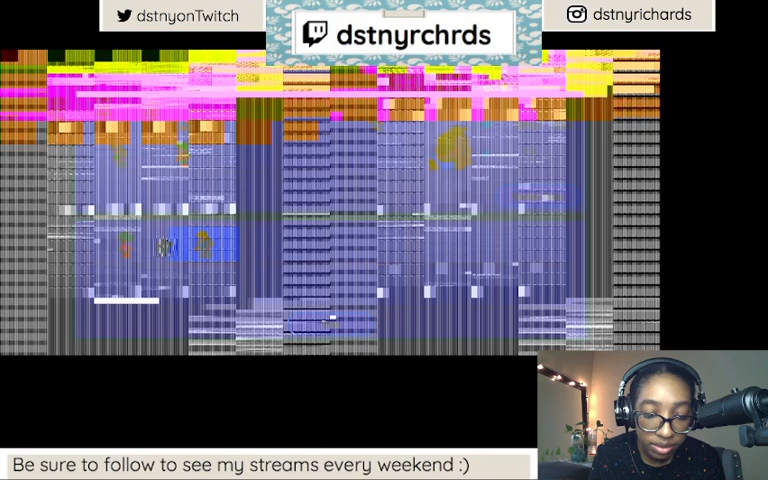 dstnyonTwitch
dstnyrchrds
dstnyrichards
Be sure to follow to see my streams every weekend :)